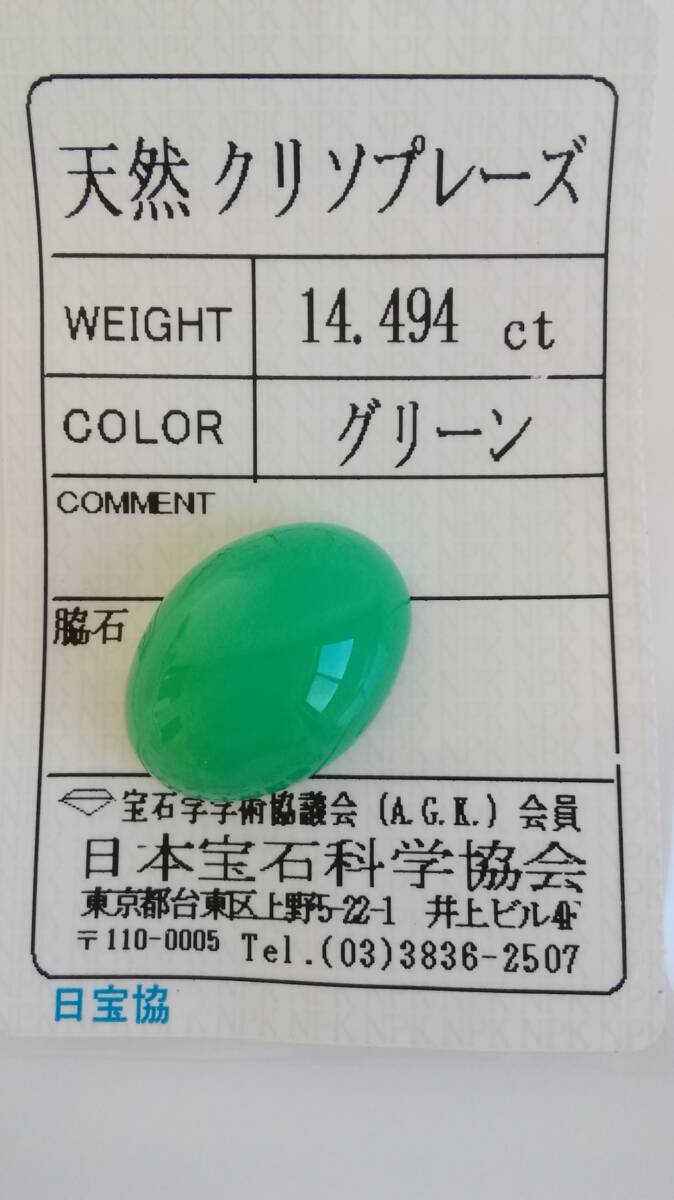 天然 クリソプレーズ
WEIGHT 14.494 ct
COLOR グリーン
COMMENT
脇石
宝石学学術協議会 (A.G.K.) 会員
日本宝石科学協会
東京都台東区上野5-22-1 井上ビル4F
〒110-0005 Tel.(03)3836-2507
日宝協